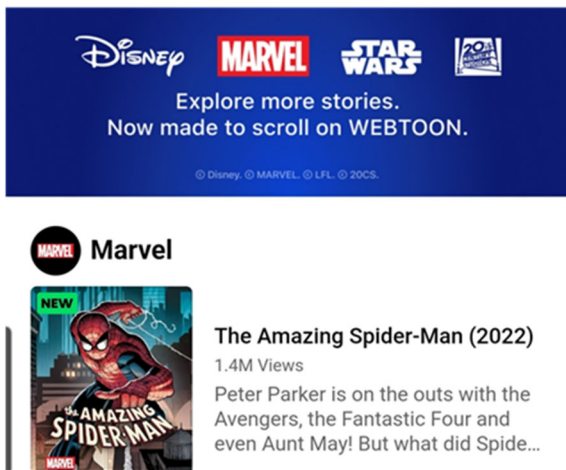 Disney MARVEL STAR WARS 20th
Explore more stories.
Now made to scroll on WEBTOON.
© Disney. © MARVEL. © LFL. © 20CS.
MARVEL Marvel
NEW
The Amazing Spider-Man (2022)
1.4M Views
Peter Parker is on the outs with the
Avengers, the Fantastic Four and
even Aunt May! But what did Spide...
the AMAZING
SPIDER-MAN
MARVEL